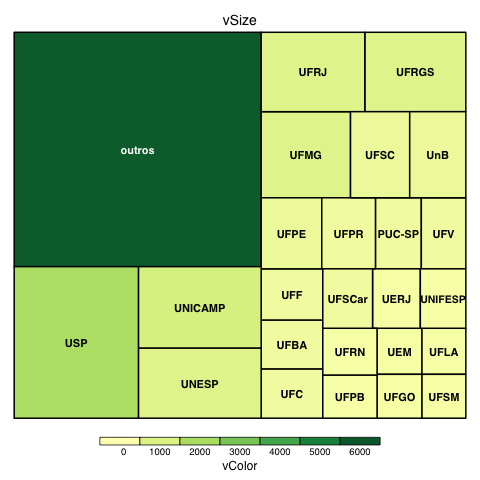 vSize
outros
UFRJ
UFRGS
UFMG
UFSC
UnB
UFPE
UFPR
PUC-SP
UFV
USP
UNICAMP
UNESP
UFF
UFBA
UFC
UFSCar
UERJ
UNIFESP
UFRN
UEM
UFLA
UFPB
UFGO
UFSM
0 1000 2000 3000 4000 5000 6000
vColor